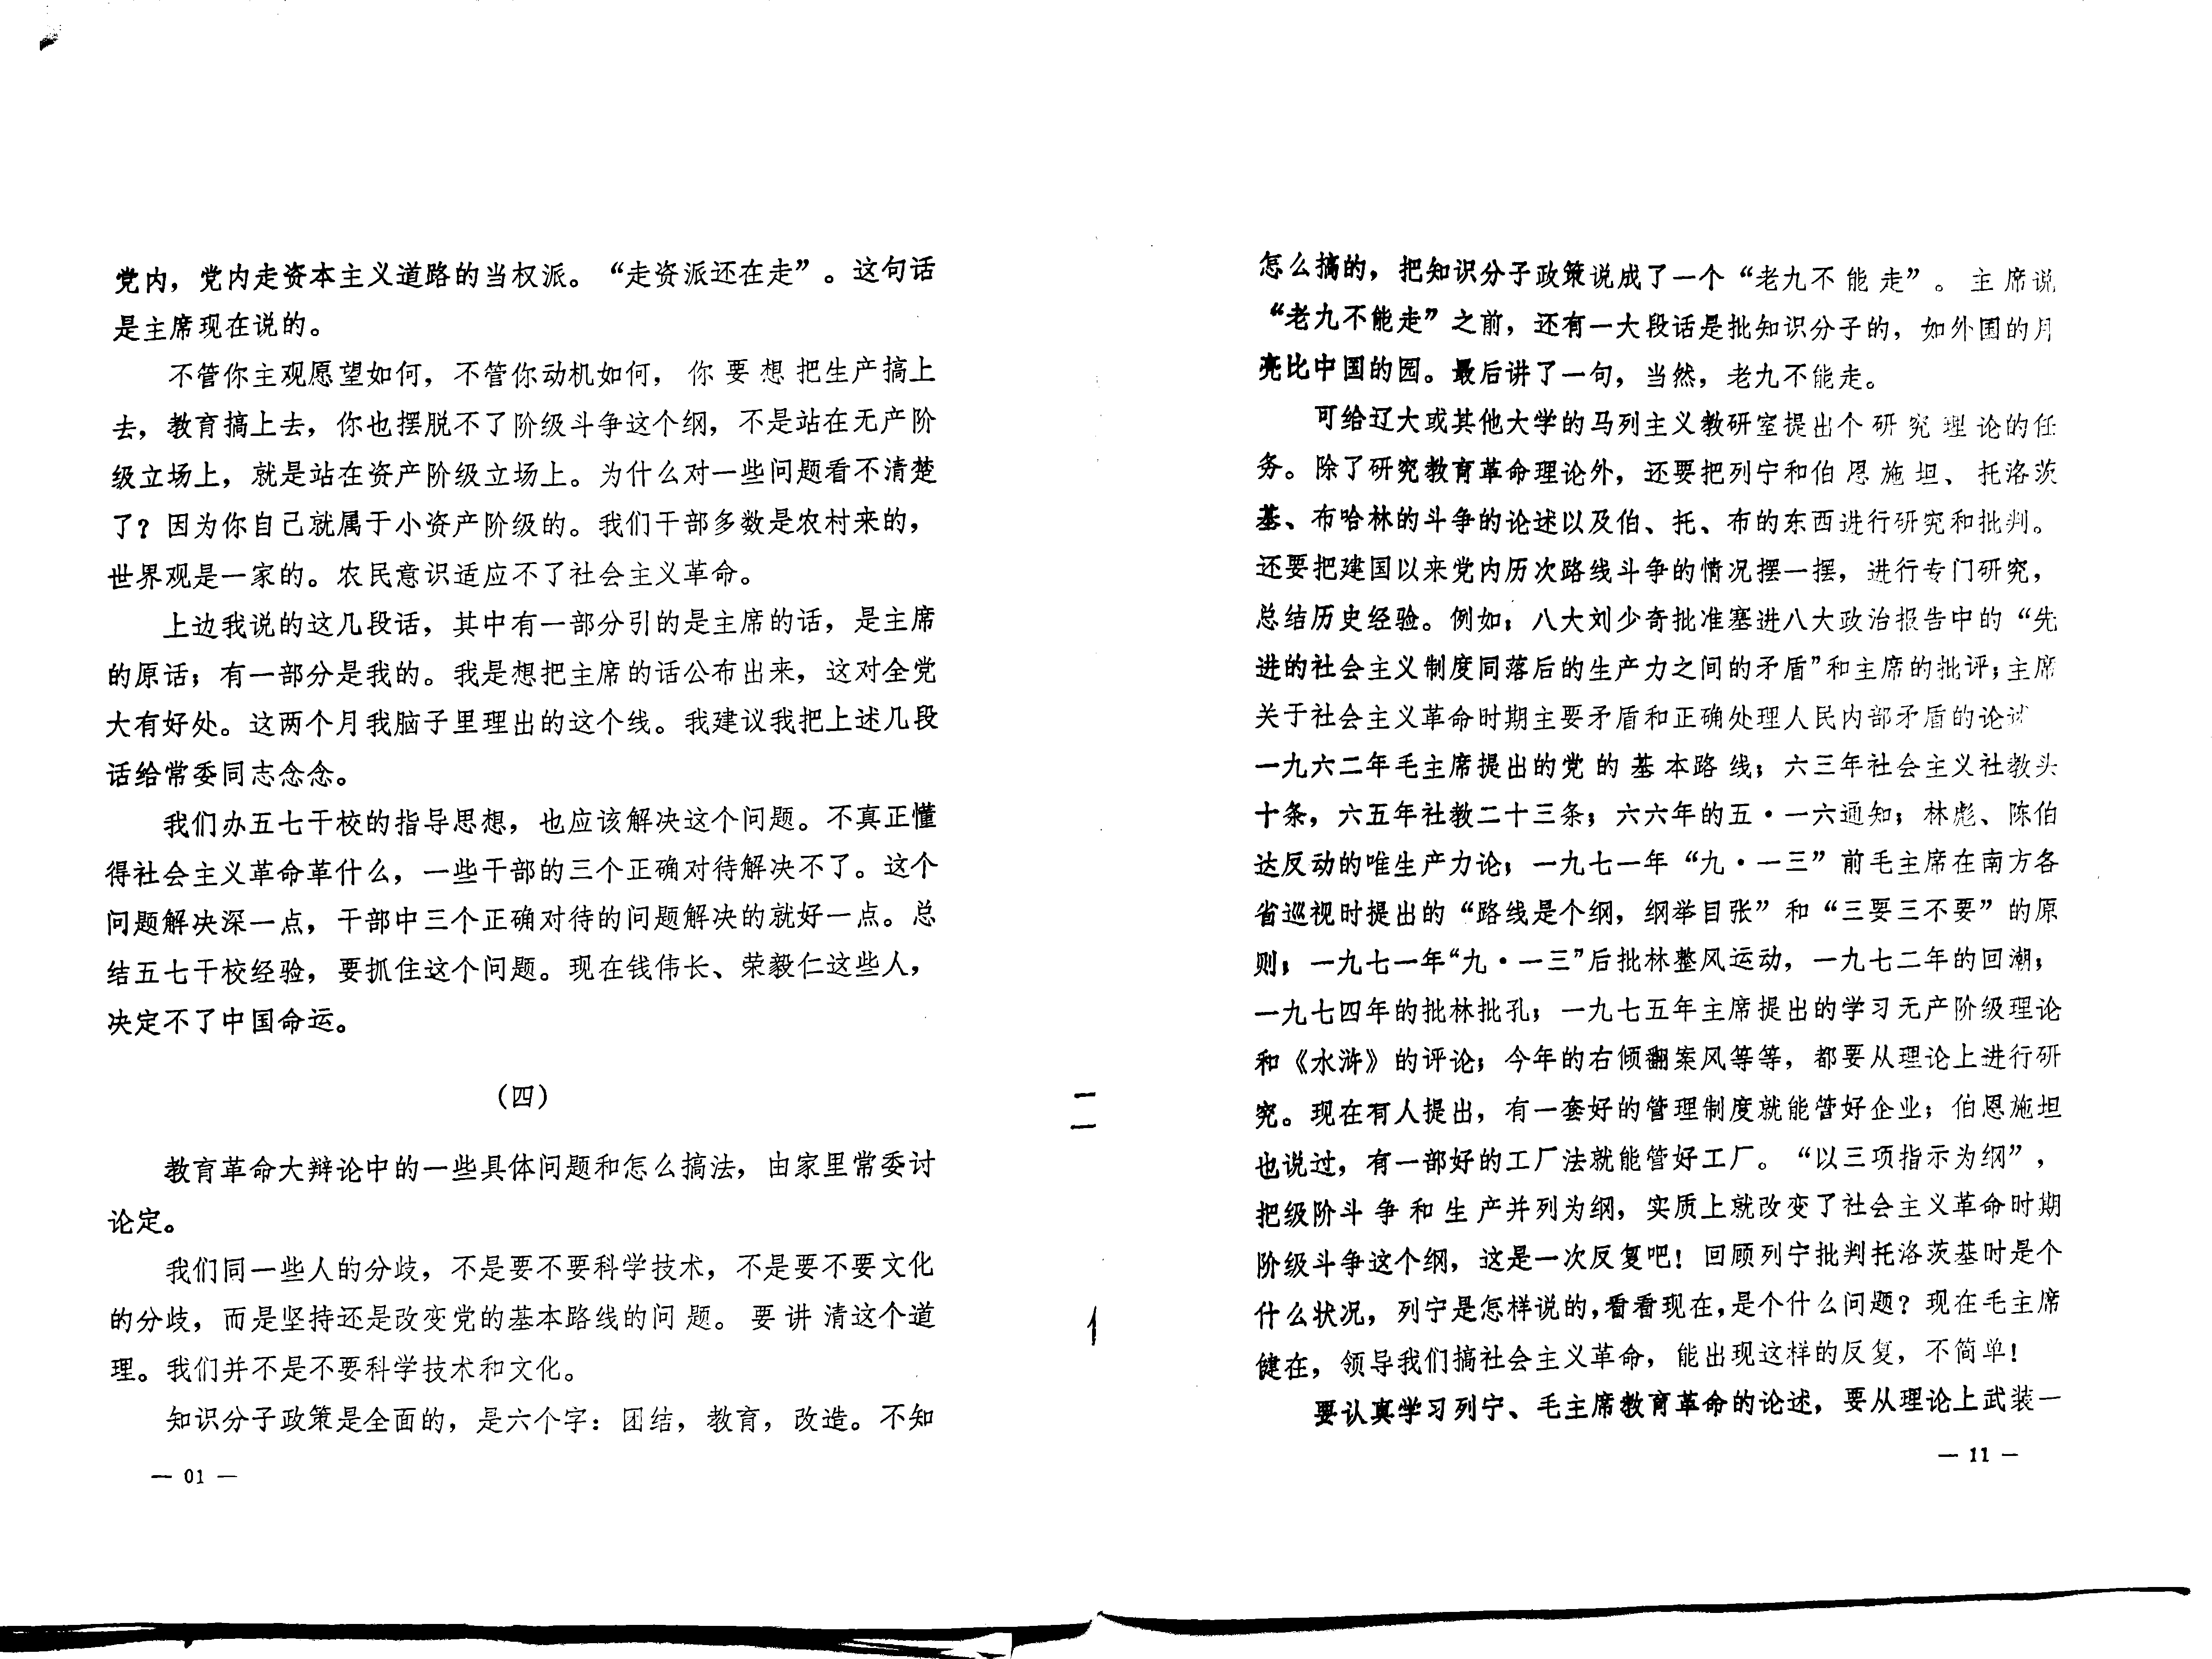 党内，党内走资本主义道路的当权派。“走资派还在走”。这句话
是主席现在说的。
不管你主观愿望如何，不管你动机如何，你要想把生产搞上
去，教育搞上去，你也摆脱不了阶级斗争这个纲，不是站在无产阶
级立场上，就是站在资产阶级立场上。为什么对一些问题看不清楚
了？因为你自己就属于小资产阶级的。我们干部多数是农村来的，
世界观是一家的。农民意识适应不了社会主义革命。
上边我说的这几段话，其中有一部分引的是主席的话，是主席
的原话；有一部分是我的。我是想把主席的话公布出来，这对全党
大有好处。这两个月我脑子里理出的这个线。我建议我把上述几段
话给常委同志念念。
我们办五七干校的指导思想，也应该解决这个问题。不真正懂
得社会主义革命革什么，一些干部的三个正确对待解决不了。这个
问题解决深一点，干部中三个正确对待的问题解决的就好一点。总
结五七干校经验，要抓住这个问题。现在钱伟长、荣毅仁这些人，
决定不了中国命运。
（四）
教育革命大辩论中的一些具体问题和怎么搞法，由家里常委讨
论定。
我们同一些人的分歧，不是要不要科学技术，不是要不要文化
的分歧，而是坚持还是改变党的基本路线的问题。要讲清这个道
理。我们并不是不要科学技术和文化。
知识分子政策是全面的，是六个字：团结，教育，改造。不知
— 01 —
怎么搞的，把知识分子政策说成了一个“老九不能走”。主席说
“老九不能走”之前，还有一大段话是批知识分子的，如外国的月
亮比中国的园。最后讲了一句，当然，老九不能走。
可给辽大或其他大学的马列主义教研室提出个研究理论的任
务。除了研究教育革命理论外，还要把列宁和伯恩施坦、托洛茨
基、布哈林的斗争的论述以及伯、托、布的东西进行研究和批判。
还要把建国以来党内历次路线斗争的情况摆一摆，进行专门研究，
总结历史经验。例如：八大刘少奇批准塞进八大政治报告中的“先
进的社会主义制度同落后的生产力之间的矛盾”和主席的批评；主席
关于社会主义革命时期主要矛盾和正确处理人民内部矛盾的论述
一九六二年毛主席提出的党的基本路线；六三年社会主义社教头
十条，六五年社教二十三条；六六年的五·一六通知；林彪、陈伯
达反动的唯生产力论；一九七一年“九·一三”前毛主席在南方各
省巡视时提出的“路线是个纲，纲举目张”和“三要三不要”的原
则；一九七一年“九·一三”后批林整风运动，一九七二年的回潮；
一九七四年的批林批孔；一九七五年主席提出的学习无产阶级理论
和《水浒》的评论；今年的右倾翻案风等等，都要从理论上进行研
究。现在有人提出，有一套好的管理制度就能管好企业；伯恩施坦
也说过，有一部好的工厂法就能管好工厂。“以三项指示为纲”，
把级阶斗争和生产并列为纲，实质上就改变了社会主义革命时期
阶级斗争这个纲，这是一次反复吧！回顾列宁批判托洛茨基时是个
什么状况，列宁是怎样说的，看看现在，是个什么问题？现在毛主席
健在，领导我们搞社会主义革命，能出现这样的反复，不简单！
要认真学习列宁、毛主席教育革命的论述，要从理论上武装一
— 11 —